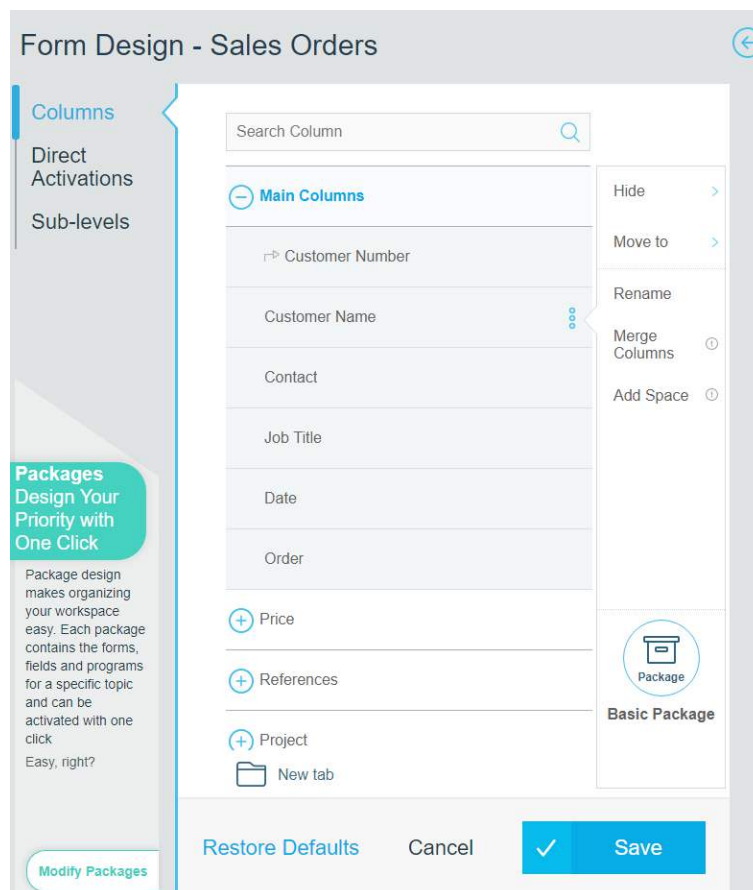 Form Design - Sales Orders
Columns
Direct
Activations
Sub-levels
Packages
Design Your
Priority with
One Click
Package design
makes organizing
your workspace
easy. Each package
contains the forms,
fields and programs
for a specific topic
and can be
activated with one
click
Easy, right?
Modify Packages
Search Column
Main Columns
Customer Number
Customer Name
Contact
Job Title
Date
Order
Price
References
Project
New tab
Hide
Move to
Rename
Merge
Columns
Add Space
Package
Basic Package
Restore Defaults
Cancel
Save